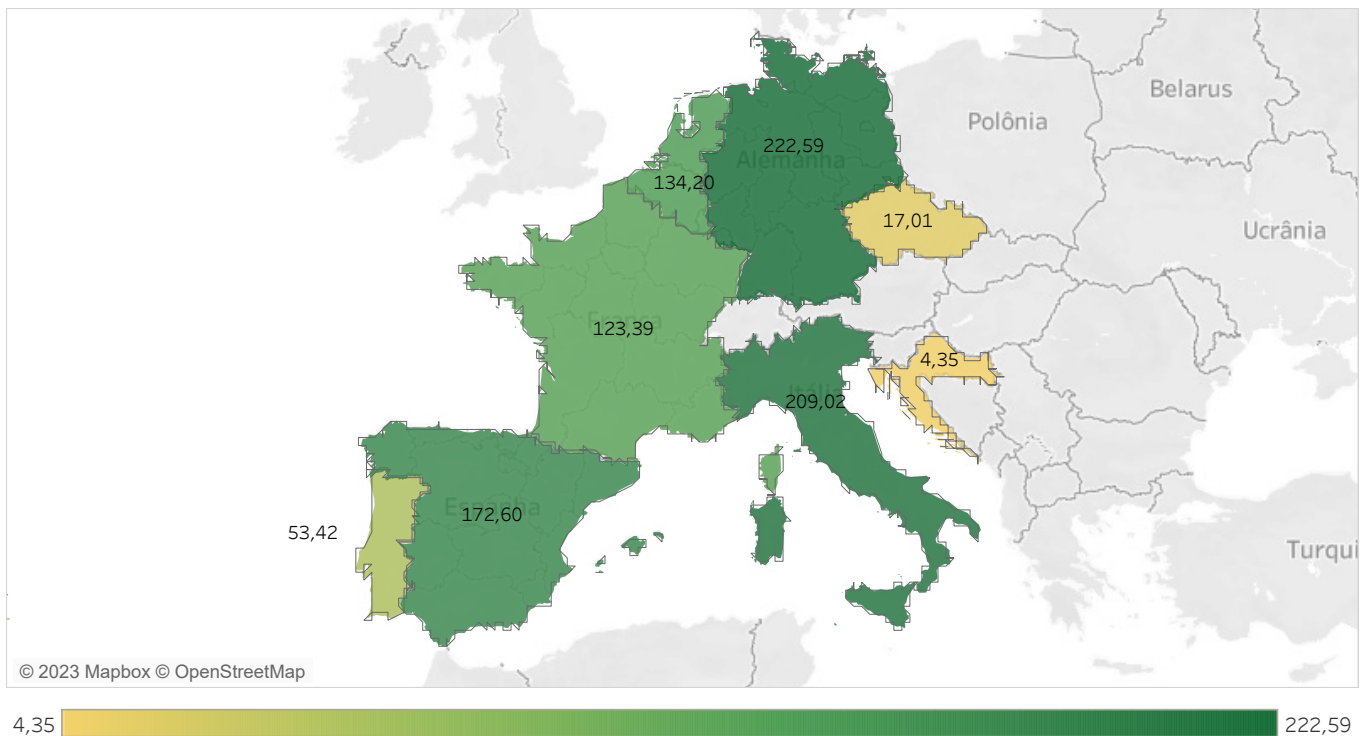 Belarus
Polônia
222,59
Alemanha
134,20
17,01
Ucrânia
França
123,39
4,35
Itália
209,02
Espanha
172,60
53,42
Turqui
© 2023 Mapbox © OpenStreetMap
4,35
222,59